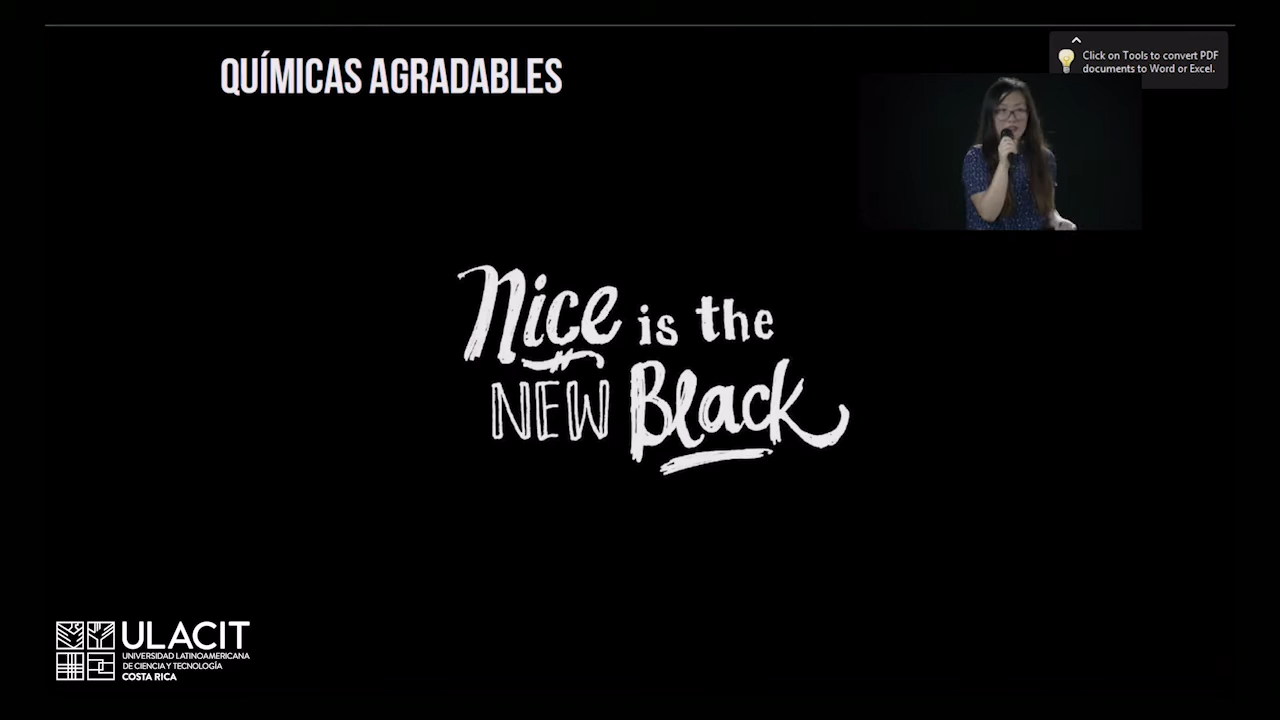 QUÍMICAS AGRADABLES
Click on Tools to convert PDF
documents to Word or Excel.
Nice is the
NEW Black
ULACIT
UNIVERSIDAD LATINOAMERICANA
DE CIENCIA Y TECNOLOGÍA
COSTA RICA